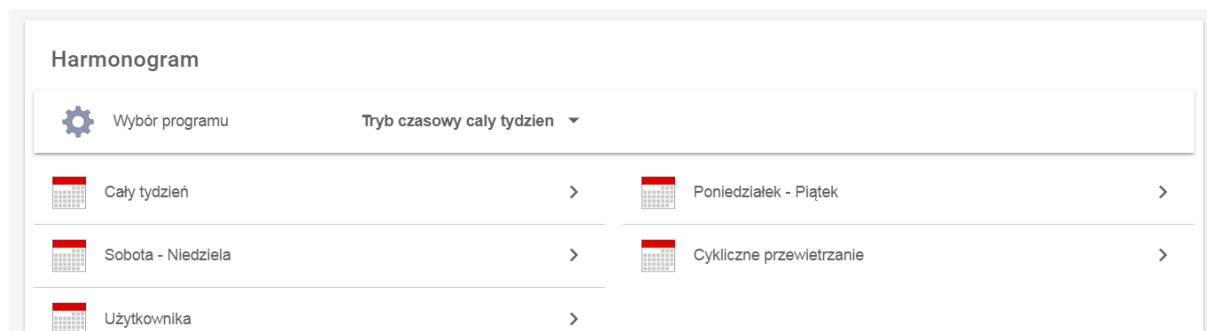 Harmonogram
Wybór programu Tryb czasowy caly tydzien
Cały tydzień Poniedziałek - Piątek
Sobota - Niedziela Cykliczne przewietrzanie
Użytkownika